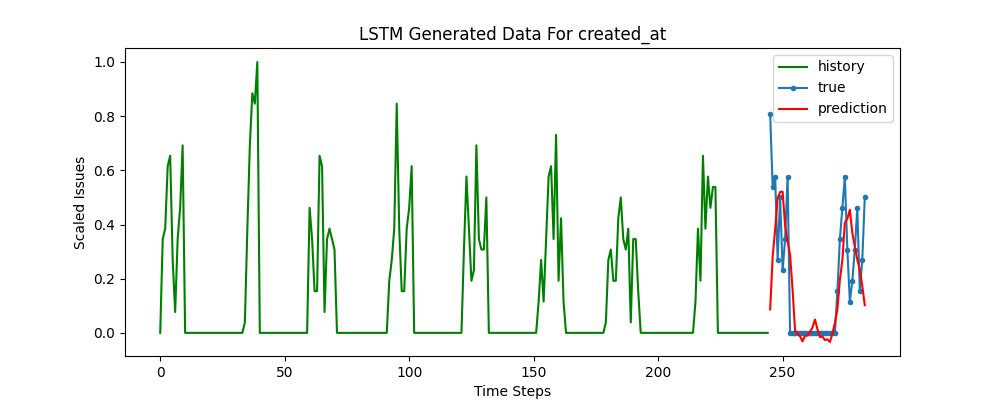 LSTM Generated Data For created_at
1.0
0.8
0.6
0.4
0.2
0.0
Scaled Issues
0 50 100 150 200 250
Time Steps
history
true
prediction